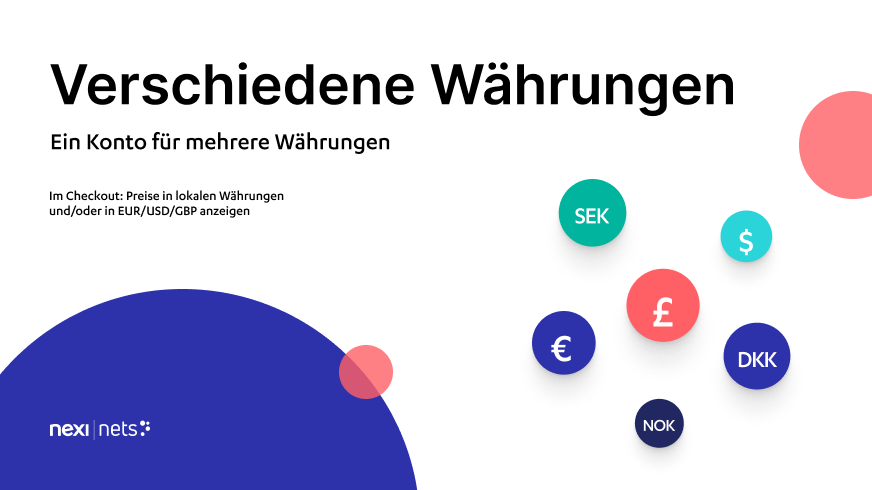 Verschiedene Währungen
Ein Konto für mehrere Währungen
Im Checkout: Preise in lokalen Währungen
und/oder in EUR/USD/GBP anzeigen
SEK
$
£
€
DKK
NOK
nexi | nets